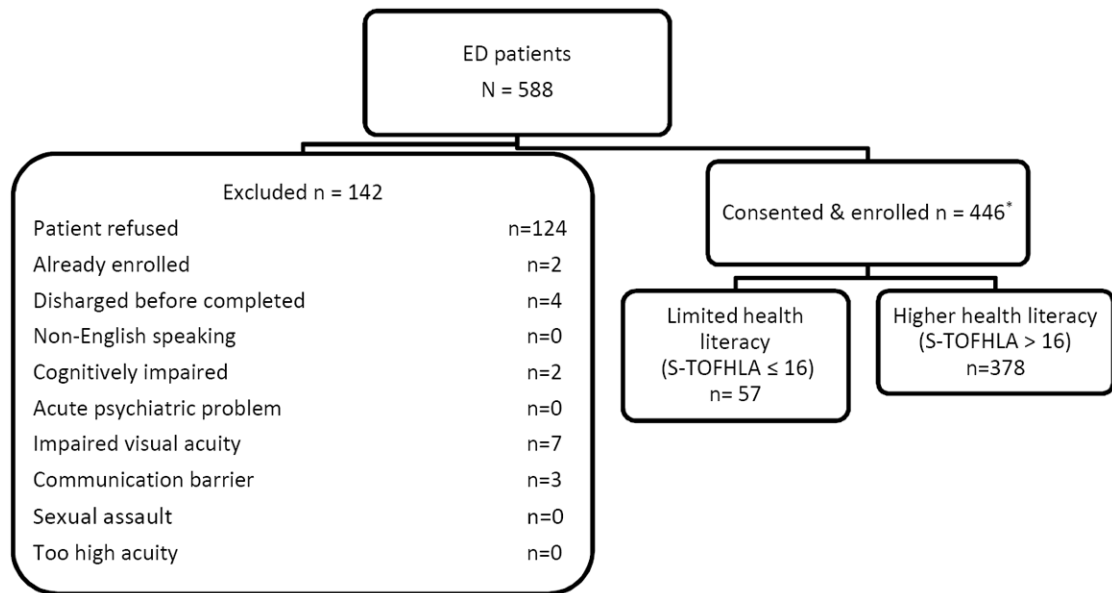 ED patients
N = 588
Excluded n = 142
Patient refused n=124
Already enrolled n=2
Disharged before completed n=4
Non-English speaking n=0
Cognitively impaired n=2
Acute psychiatric problem n=0
Impaired visual acuity n=7
Communication barrier n=3
Sexual assault n=0
Too high acuity n=0
Consented & enrolled n = 446*
Limited health
literacy
(S-TOFHLA ≤ 16)
n= 57
Higher health literacy
(S-TOFHLA > 16)
n=378